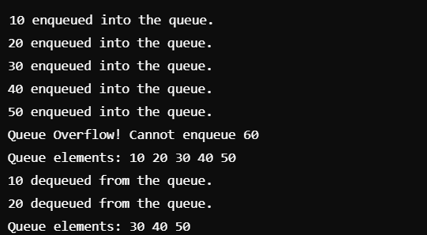 10 enqueued into the queue.
20 enqueued into the queue.
30 enqueued into the queue.
40 enqueued into the queue.
50 enqueued into the queue.
Queue Overflow! Cannot enqueue 60
Queue elements: 10 20 30 40 50
10 dequeued from the queue.
20 dequeued from the queue.
Queue elements: 30 40 50